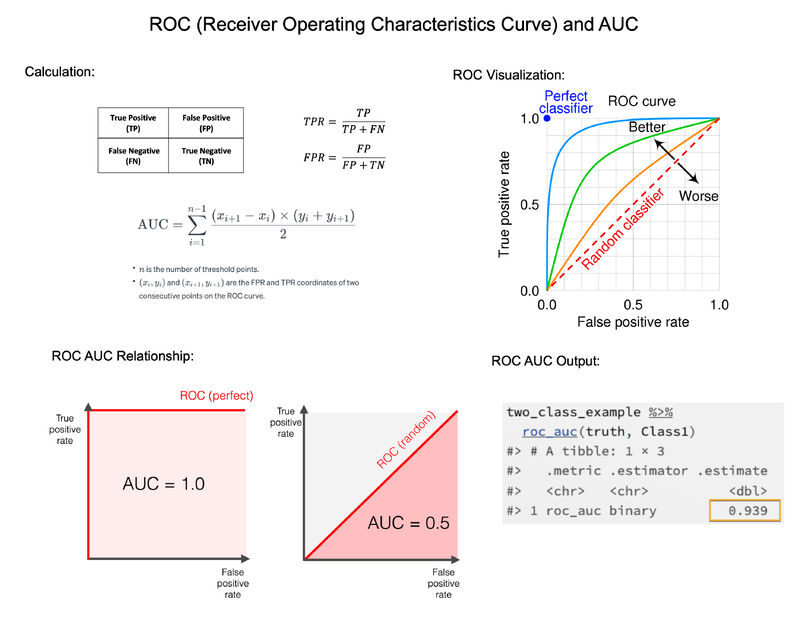 ROC (Receiver Operating Characteristics Curve) and AUC
Calculation:
True Positive
(TP)
False Positive
(FP)
False Negative
(FN)
True Negative
(TN)
TPR = TP / TP + FN
FPR = FP / FP + TN
AUC = ∑_{i=1}^{n−1} (x_{i+1} − x_i) × (y_i + y_{i+1}) / 2
• n is the number of threshold points.
• (x_i, y_i) and (x_{i+1}, y_{i+1}) are the FPR and TPR coordinates of two
consecutive points on the ROC curve.
ROC Visualization:
Perfect
classifier
ROC curve
1.0
Better
Worse
0.5
Random classifier
True positive rate
0.0
0.0 0.5 1.0
False positive rate
ROC AUC Relationship:
ROC (perfect)
True
positive
rate
AUC = 1.0
False
positive
rate
True
positive
rate
ROC (random)
AUC = 0.5
False
positive
rate
ROC AUC Output:
two_class_example %>%
roc_auc(truth, Class1)
#> # A tibble: 1 × 3
#> .metric .estimator .estimate
#> <chr> <chr> <dbl>
#> 1 roc_auc binary 0.939